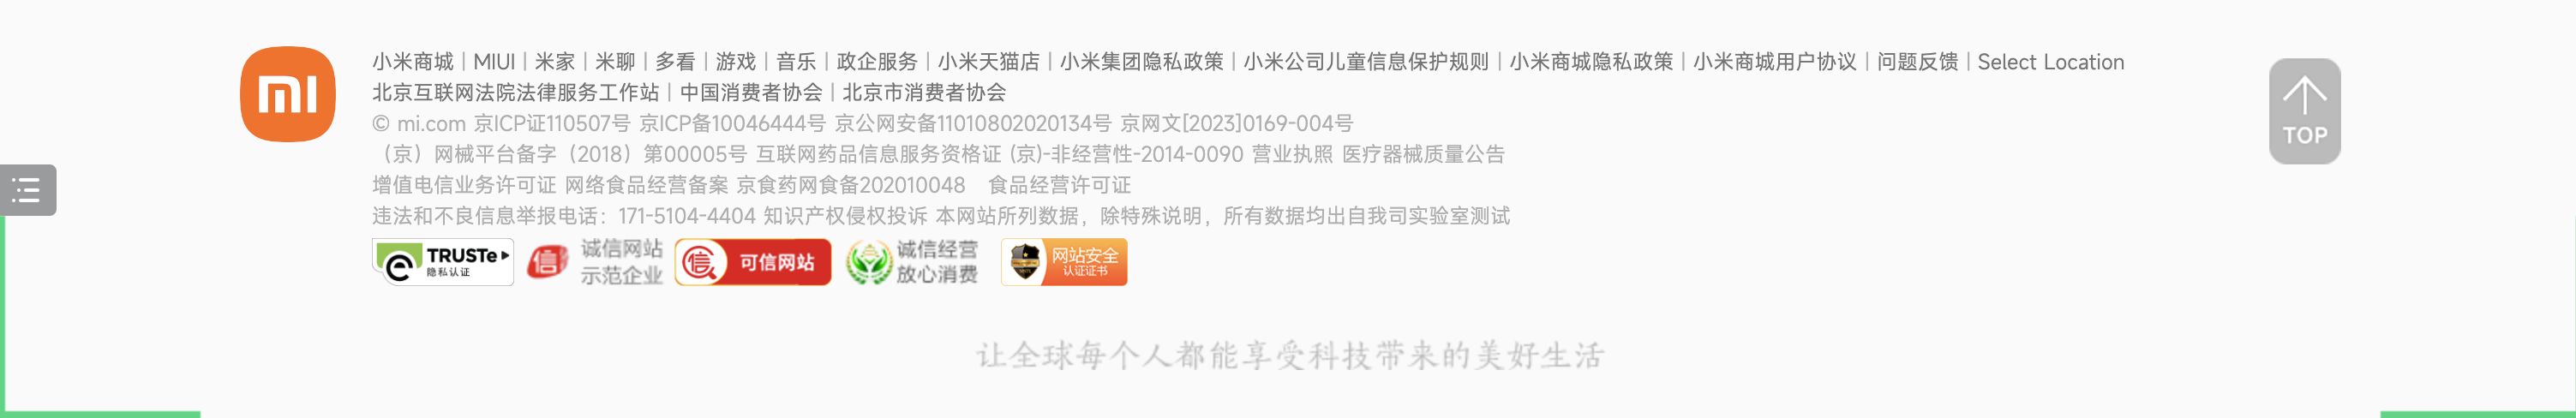 小米商城 | MIUI | 米家 | 米聊 | 多看 | 游戏 | 音乐 | 政企服务 | 小米天猫店 | 小米集团隐私政策 | 小米公司儿童信息保护规则 | 小米商城隐私政策 | 小米商城用户协议 | 问题反馈 | Select Location
北京互联网法院法律服务工作站 | 中国消费者协会 | 北京市消费者协会
© mi.com 京ICP证110507号 京ICP备10046444号 京公网安备11010802020134号 京网文[2023]0169-004号
（京）网械平台备字（2018）第00005号 互联网药品信息服务资格证 (京)-非经营性-2014-0090 营业执照 医疗器械质量公告
增值电信业务许可证 网络食品经营备案 京食药网食备202010048 食品经营许可证
违法和不良信息举报电话：171-5104-4404 知识产权侵权投诉 本网站所列数据，除特殊说明，所有数据均出自我司实验室测试
TRUSTe
隐私认证
信
诚信网站
示范企业
信
可信网站
诚信经营
放心消费
网站安全
认证证书
让全球每个人都能享受科技带来的美好生活
TOP